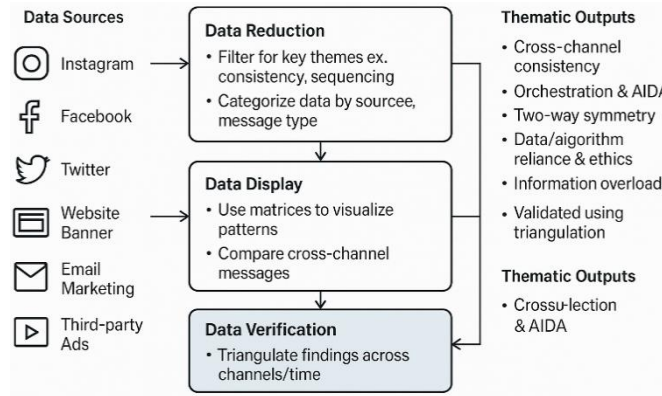 Data Sources
Instagram
Facebook
Twitter
Website
Banner
Email
Marketing
Third-party
Ads
Data Reduction
• Filter for key themes ex.
consistency, sequencing
• Categorize data by sourcee,
message type
Data Display
• Use matrices to visualize
patterns
• Compare cross-channel
messages
Data Verification
• Triangulate findings across
channels/time
Thematic Outputs
• Cross-channel
consistency
• Orchestration & AIDA
• Two-way symmetry
• Data/aigorithm
reliance & ethics
• Information overload
• Validated using
triangulation
Thematic Outputs
• Crossu-lection
& AIDA